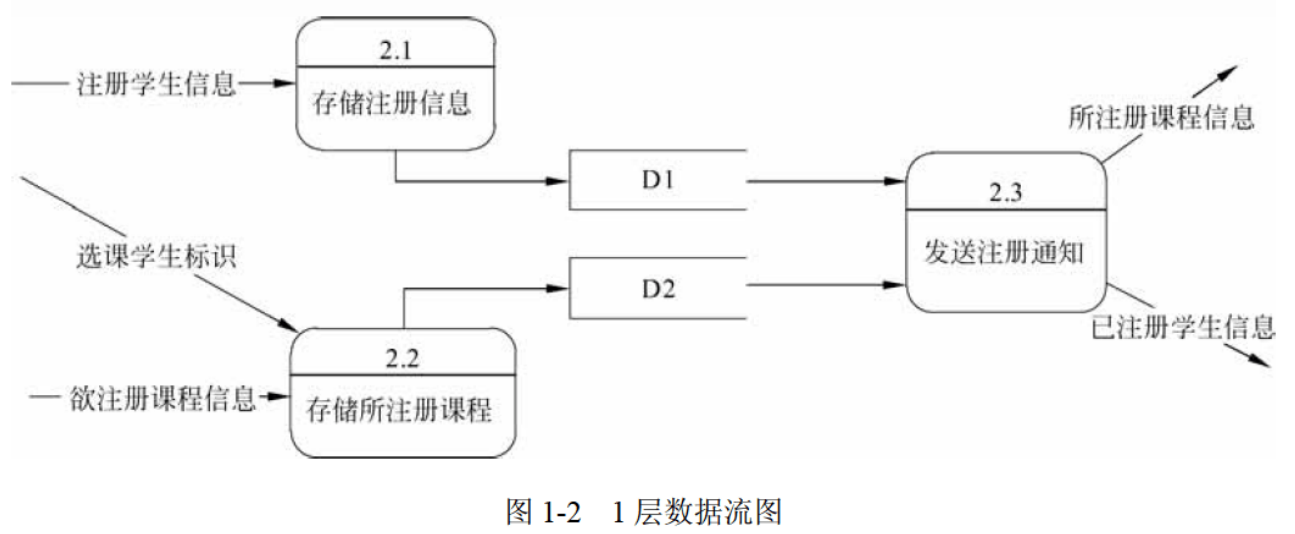 2.1
注册学生信息
存储注册信息
所注册课程信息
D1
2.3
选课学生标识
发送注册通知
D2
已注册学生信息
2.2
欲注册课程信息
存储所注册课程
图 1-2 1 层数据流图